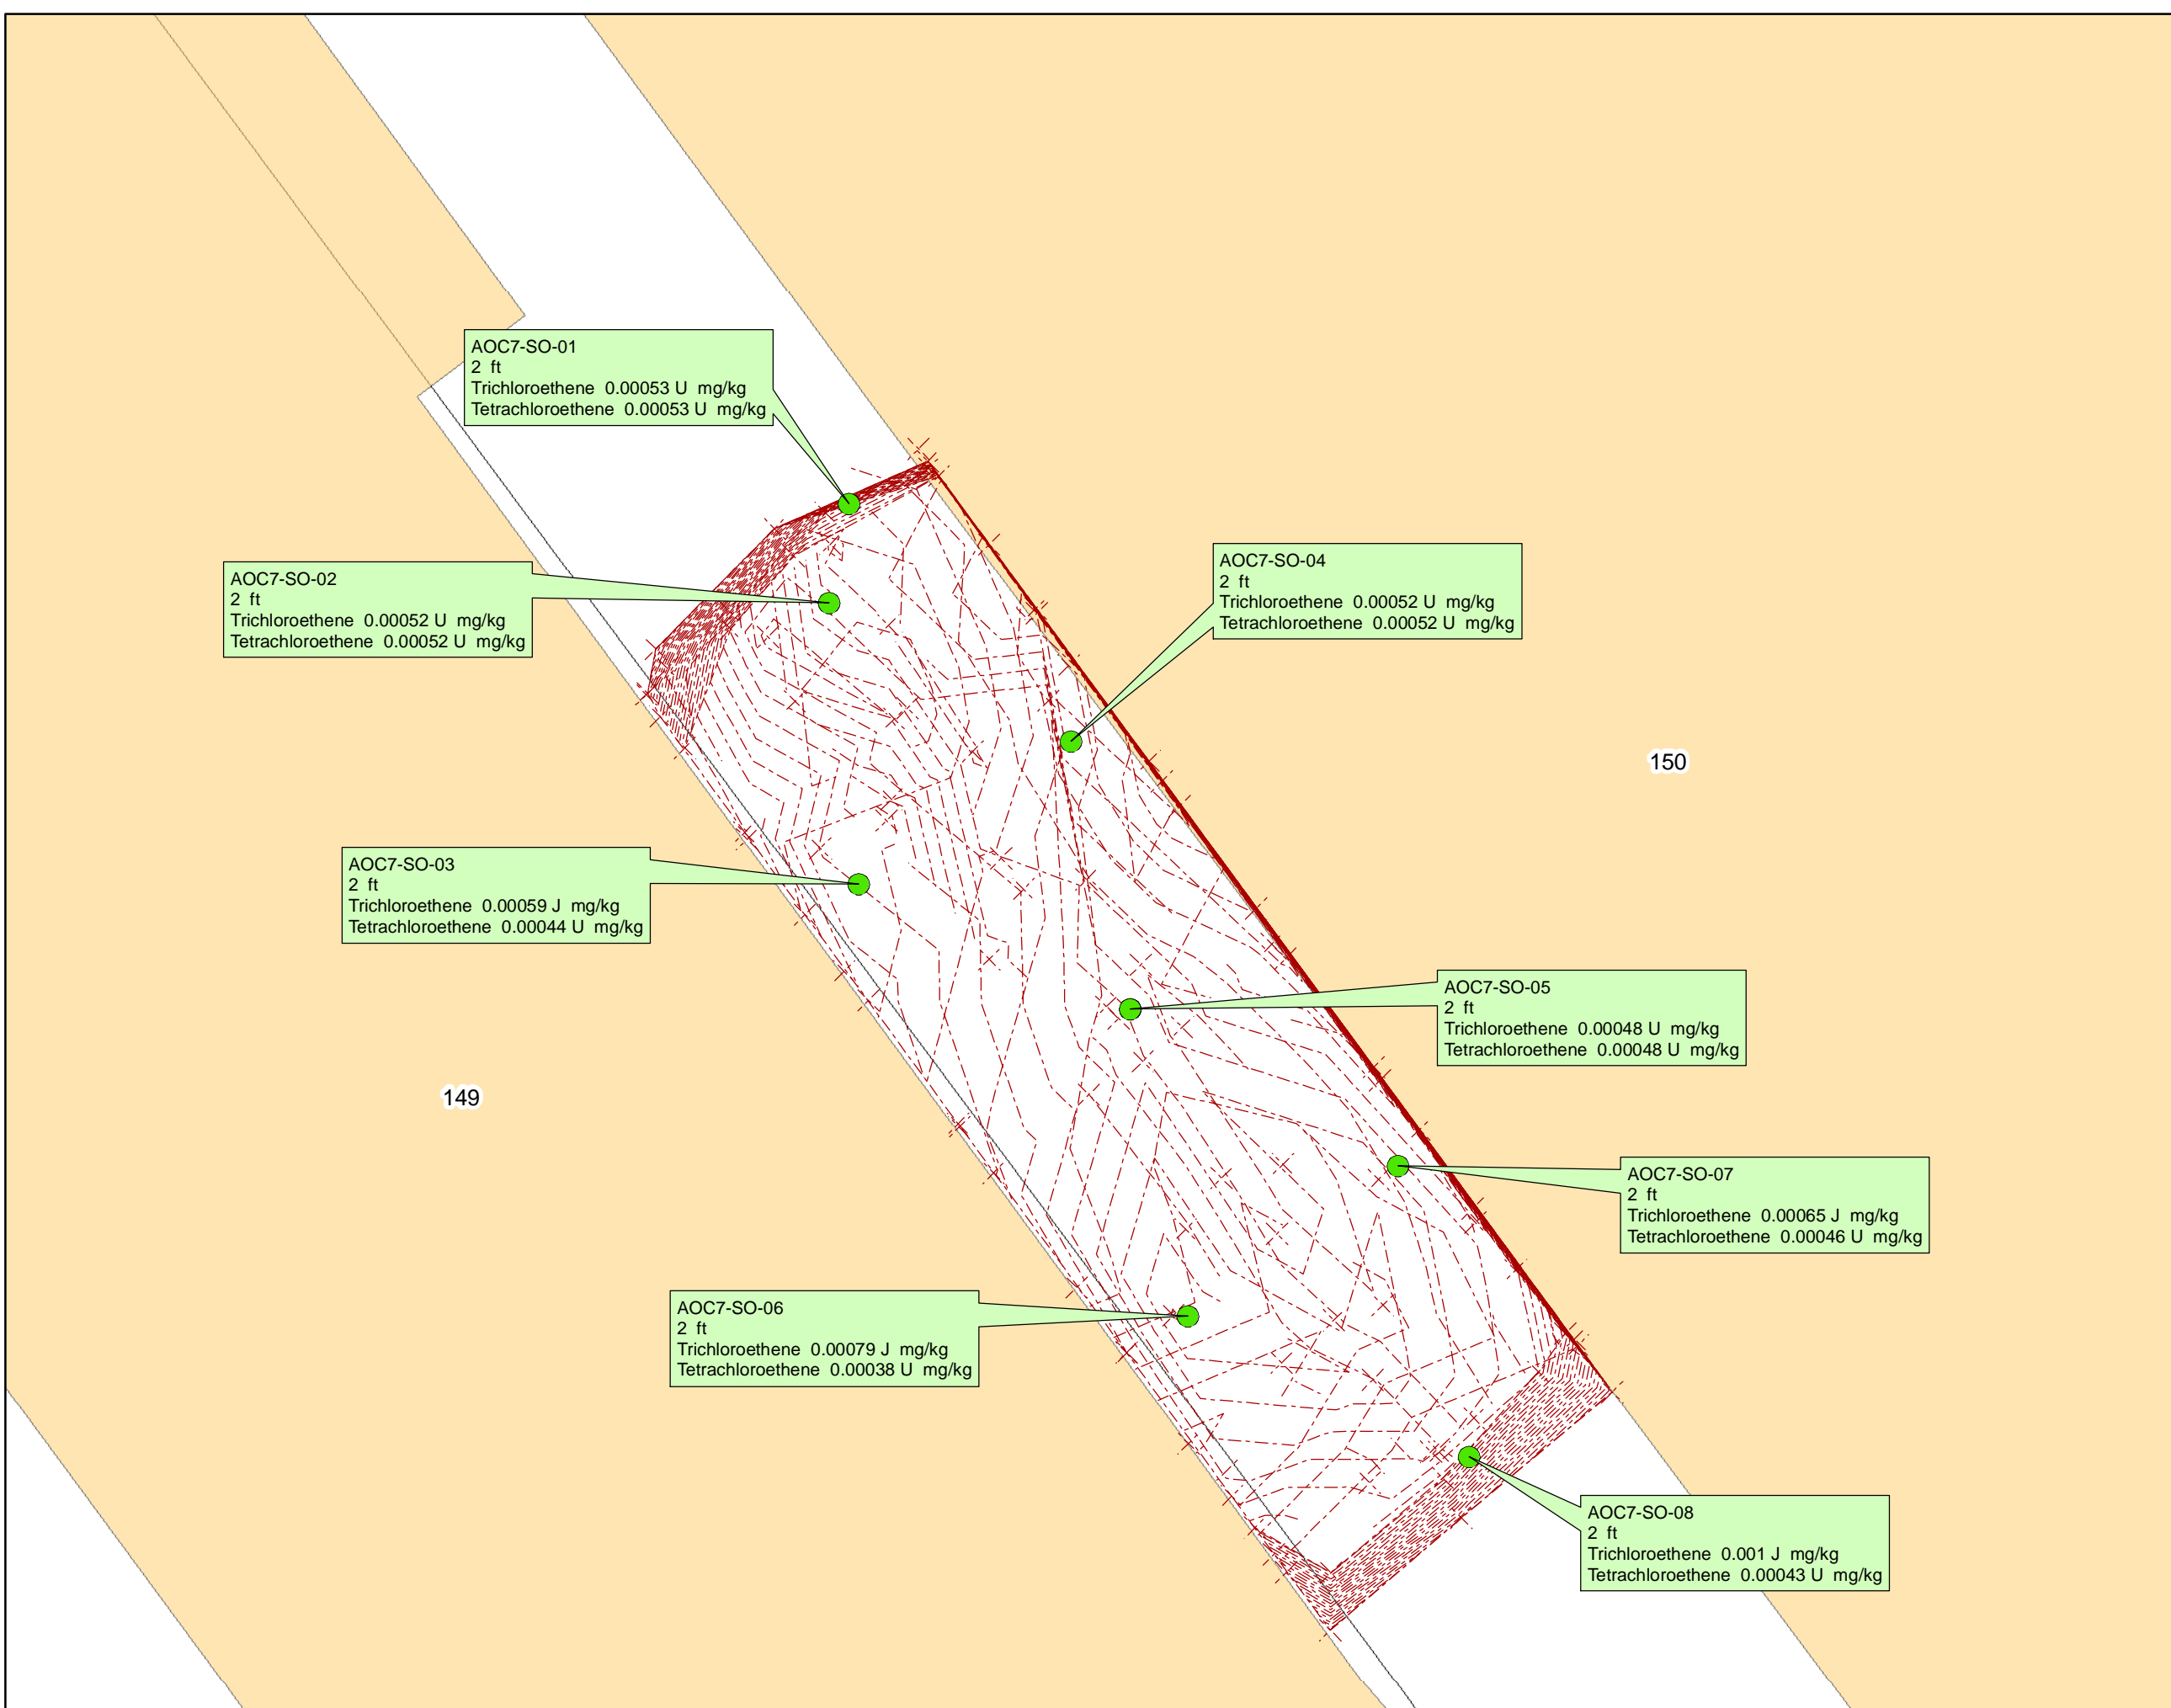 AOC7-SO-01
2 ft
Trichloroethene 0.00053 U mg/kg
Tetrachloroethene 0.00053 U mg/kg
AOC7-SO-02
2 ft
Trichloroethene 0.00052 U mg/kg
Tetrachloroethene 0.00052 U mg/kg
AOC7-SO-04
2 ft
Trichloroethene 0.00052 U mg/kg
Tetrachloroethene 0.00052 U mg/kg
150
AOC7-SO-03
2 ft
Trichloroethene 0.00059 J mg/kg
Tetrachloroethene 0.00044 U mg/kg
AOC7-SO-05
2 ft
Trichloroethene 0.00048 U mg/kg
Tetrachloroethene 0.00048 U mg/kg
149
AOC7-SO-07
2 ft
Trichloroethene 0.00065 J mg/kg
Tetrachloroethene 0.00046 U mg/kg
AOC7-SO-06
2 ft
Trichloroethene 0.00079 J mg/kg
Tetrachloroethene 0.00038 U mg/kg
AOC7-SO-08
2 ft
Trichloroethene 0.001 J mg/kg
Tetrachloroethene 0.00043 U mg/kg